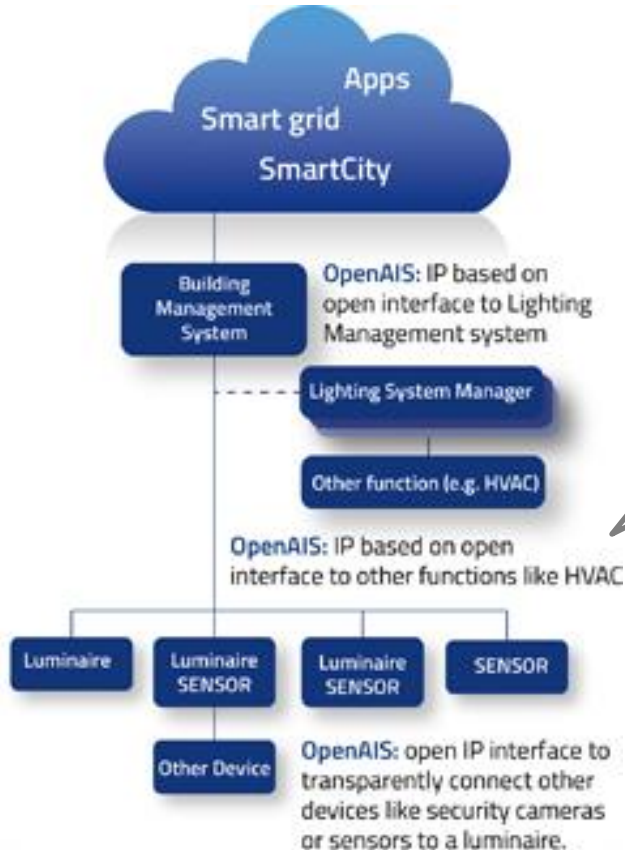 Apps
Smart grid
SmartCity
Building
Management
System
OpenAIS: IP based on
open interface to Lighting
Management system
Lighting System Manager
Other function (e.g. HVAC)
OpenAIS: IP based on open
interface to other functions like HVAC
Luminaire
Luminaire
SENSOR
Luminaire
SENSOR
SENSOR
Other Device
OpenAIS: open IP interface to
transparently connect other
devices like security cameras
or sensors to a luminaire.